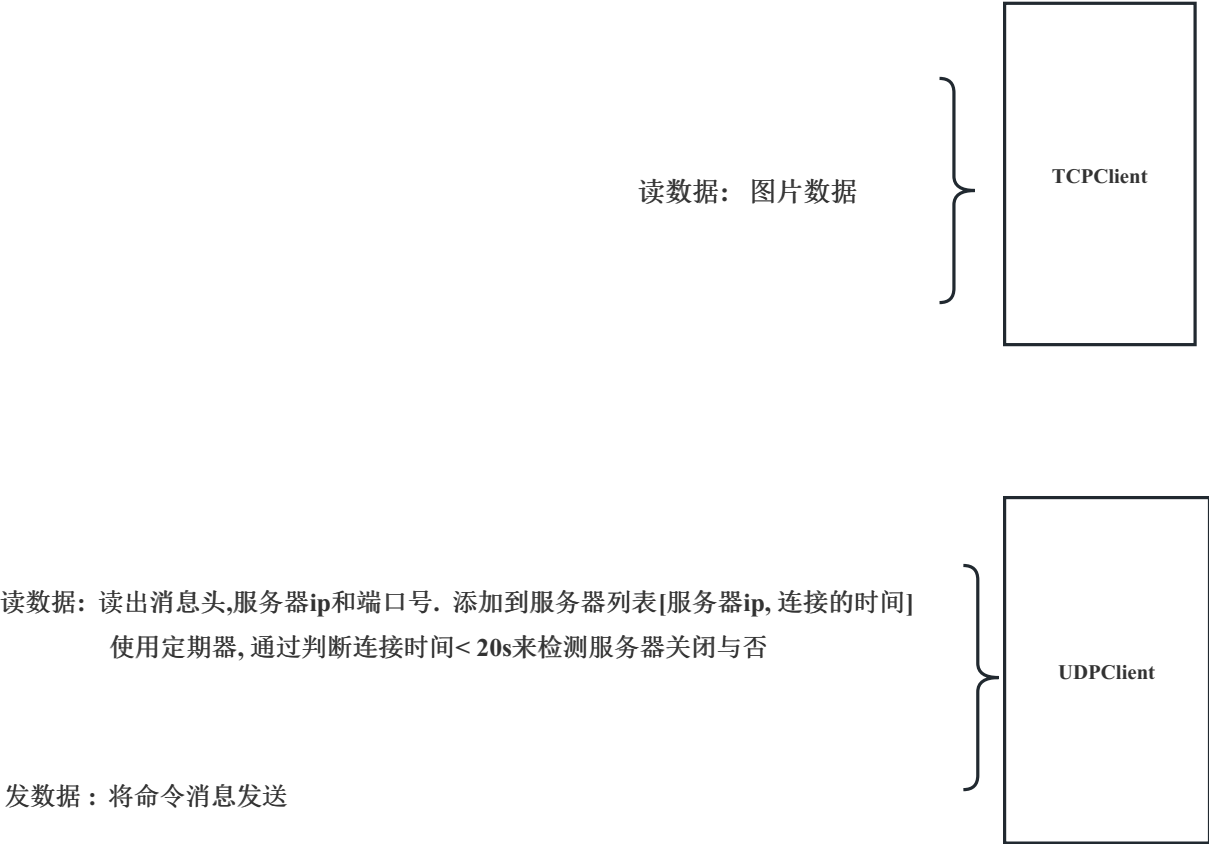 TCPClient
读数据: 图片数据
读数据: 读出消息头,服务器ip和端口号. 添加到服务器列表[服务器ip, 连接的时间]
使用定期器, 通过判断连接时间< 20s来检测服务器关闭与否
UDPClient
发数据 : 将命令消息发送